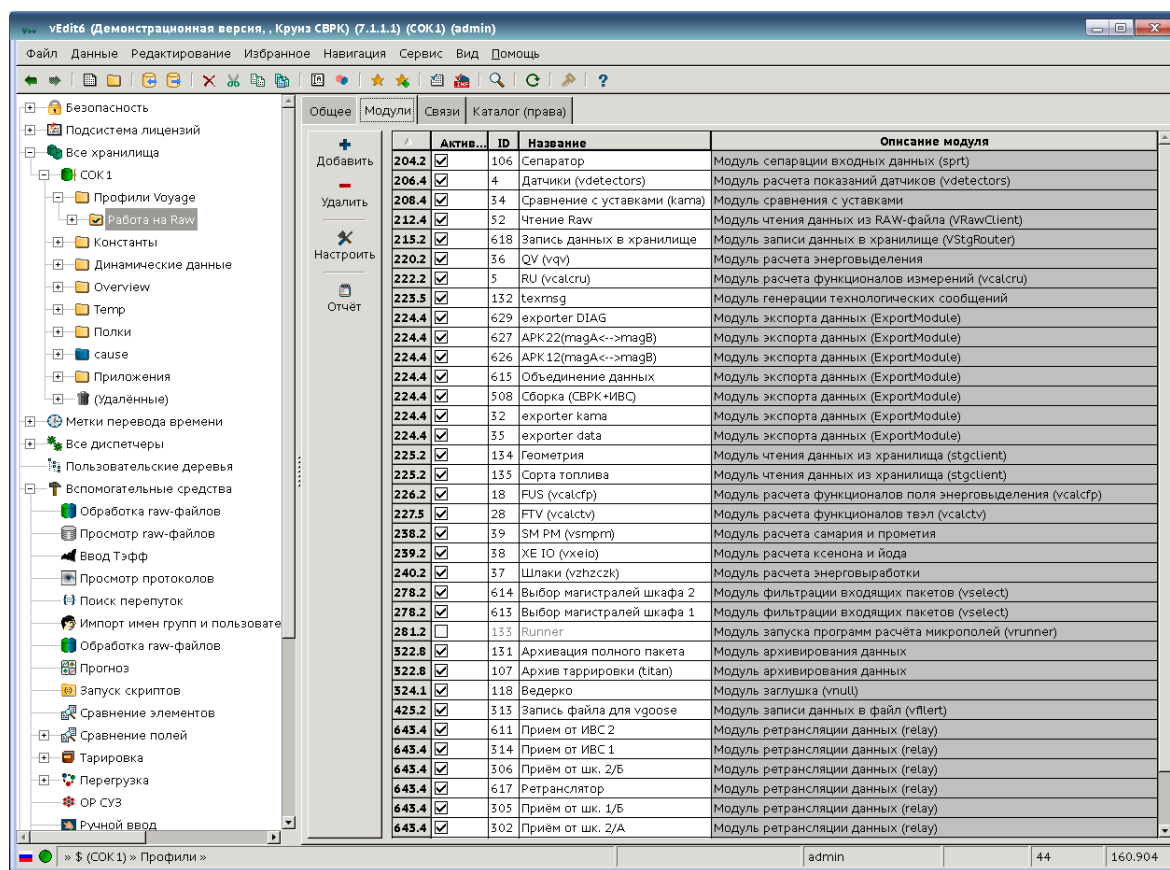 vEdit6 (Демонстрационная версия, , Круиз СВРК) (7.1.1.1) (СОК1) (admin)
Файл Данные Редактирование Избранное Навигация Сервис Вид Помощь
Безопасность
Подсистема лицензий
Все хранилища
СОК1
Профили Voyage
Работа на Raw
Константы
Динамические данные
Overview
Temp
Полки
cause
Приложения
(Удалённые)
Метки перевода времени
Все диспетчеры
Пользовательские деревья
Вспомогательные средства
Обработка raw-файлов
Просмотр raw-файлов
Ввод Тэфф
Просмотр протоколов
Поиск перепуток
Импорт имен групп и пользовате
Обработка raw-файлов
Прогноз
Запуск скриптов
Сравнение элементов
Сравнение полей
Тарировка
Перегрузка
ОР СУЗ
Ручной ввод
Общее Модули Связи Каталог (права)
Добавить
Удалить
Настроить
Отчёт
Актив... ID Название Описание модуля
204.2 106 Сепаратор Модуль сепарации входных данных (sprt)
206.4 4 Датчики (vdetectors) Модуль расчета показаний датчиков (vdetectors)
208.4 34 Сравнение с уставками (kama) Модуль сравнения с уставками
212.4 52 Чтение Raw Модуль чтения данных из RAW-файла (VRawClient)
215.2 618 Запись данных в хранилище Модуль записи данных в хранилище (VStgRouter)
220.2 36 QV (vqv) Модуль расчета энерговыделения
222.2 5 RU (vcalcru) Модуль расчета функционалов измерений (vcalcru)
223.5 132 texmsg Модуль генерации технологических сообщений
224.4 629 exporter DIAG Модуль экспорта данных (ExportModule)
224.4 627 АРК22(magA<-->magB) Модуль экспорта данных (ExportModule)
224.4 626 АРК12(magA<-->magB) Модуль экспорта данных (ExportModule)
224.4 615 Объединение данных Модуль экспорта данных (ExportModule)
224.4 508 Сборка (СВРК+ИВС) Модуль экспорта данных (ExportModule)
224.4 32 exporter kama Модуль экспорта данных (ExportModule)
224.4 35 exporter data Модуль экспорта данных (ExportModule)
225.2 134 Геометрия Модуль чтения данных из хранилища (stgclient)
225.2 135 Сорта топлива Модуль чтения данных из хранилища (stgclient)
226.2 18 FUS (vcalcfp) Модуль расчета функционалов поля энерговыделения (vcalcfp)
227.5 28 FTV (vcalctv) Модуль расчета функционалов твэл (vcalctv)
238.2 39 SM PM (vsmpm) Модуль расчета самария и прометия
239.2 38 XE IO (vxeio) Модуль расчета ксенона и йода
240.2 37 Шлаки (vzhzczk) Модуль расчета энерговыработки
278.2 614 Выбор магистралей шкафа 2 Модуль фильтрации входящих пакетов (vselect)
278.2 613 Выбор магистралей шкафа 1 Модуль фильтрации входящих пакетов (vselect)
281.2 133 Runner Модуль запуска программ расчёта микрополей (vrunner)
322.8 131 Архивация полного пакета Модуль архивирования данных
322.8 107 Архив таррировки (titan) Модуль архивирования данных
324.1 118 Ведерко Модуль заглушка (vnull)
425.2 313 Запись файла для vgoose Модуль записи данных в файл (vfilert)
643.4 611 Прием от ИВС 2 Модуль ретрансляции данных (relay)
643.4 314 Прием от ИВС 1 Модуль ретрансляции данных (relay)
643.4 306 Приём от шк. 2/Б Модуль ретрансляции данных (relay)
643.4 617 Ретранслятор Модуль ретрансляции данных (relay)
643.4 305 Приём от шк. 1/Б Модуль ретрансляции данных (relay)
643.4 302 Приём от шк. 2/А Модуль ретрансляции данных (relay)
» $ (СОК1) » Профили » admin 44 160.904